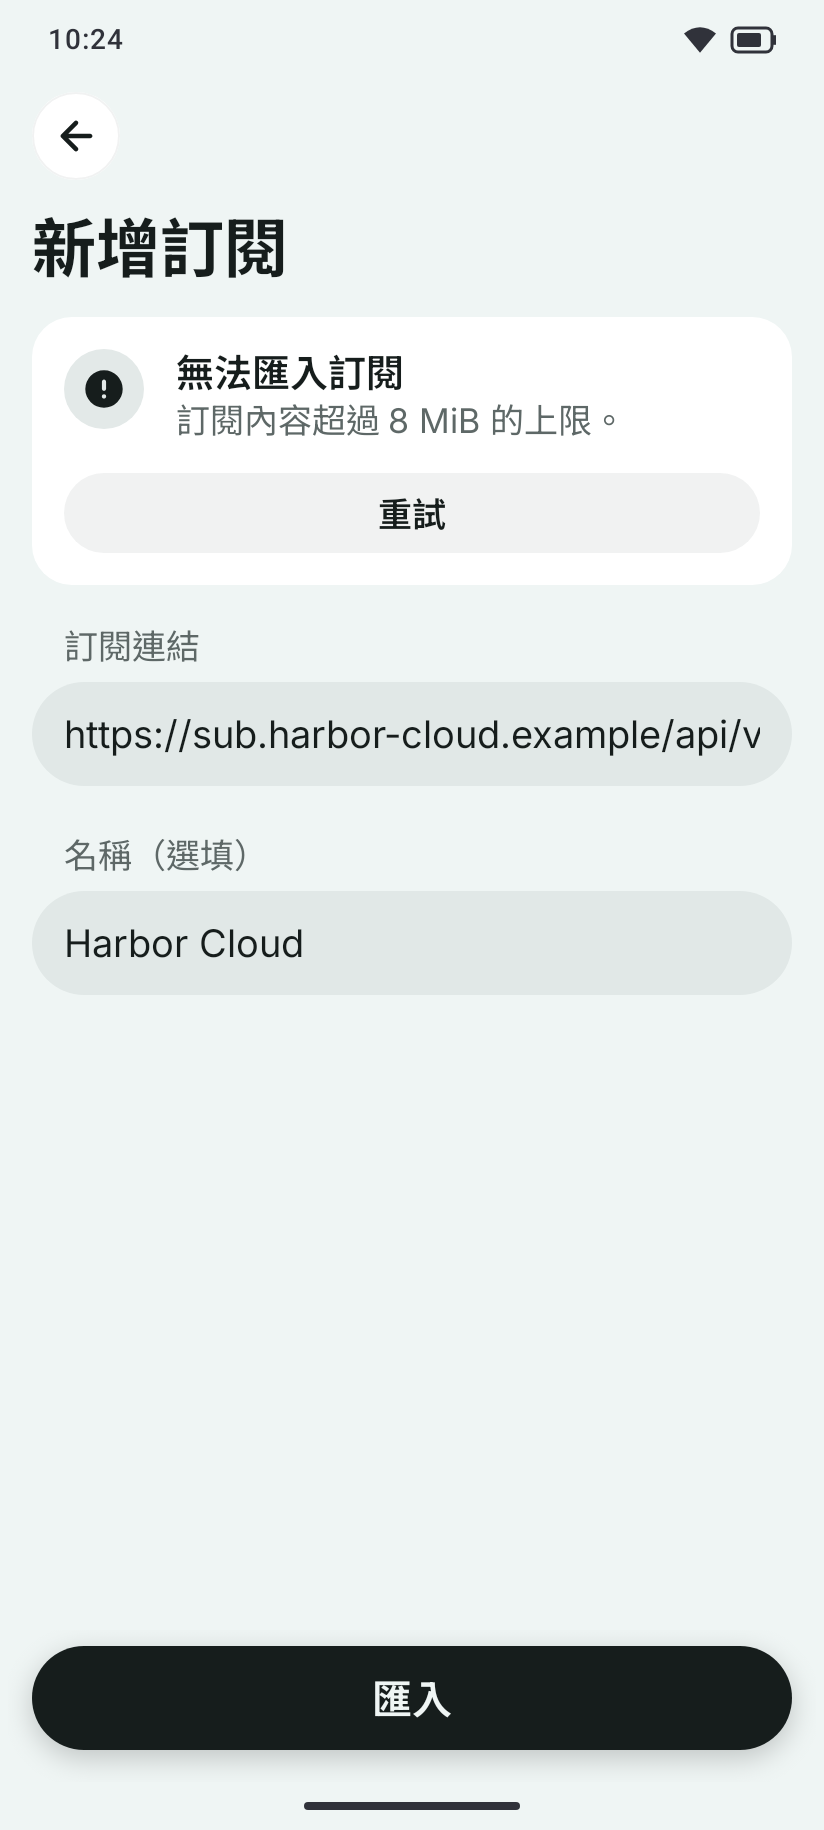 10:24
新增訂閱
無法匯入訂閱
訂閱內容超過 8 MiB 的上限。
重試
訂閱連結
https://sub.harbor-cloud.example/api/v
名稱（選填）
Harbor Cloud
匯入